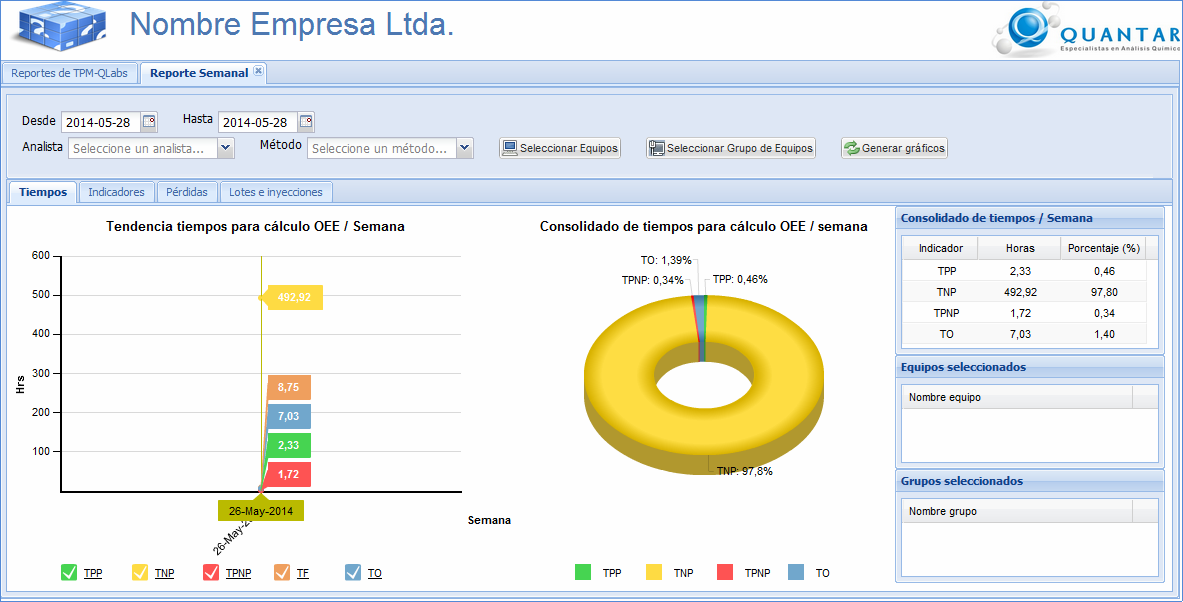 Nombre Empresa Ltda.
QUANTAR
Especialistas en Análisis Químico
Reportes de TPM-QLabs
Reporte Semanal
Desde 2014-05-28 Hasta 2014-05-28
Analista Seleccione un analista... Método Seleccione un método... Seleccionar Equipos Seleccionar Grupo de Equipos Generar gráficos
Tiempos Indicadores Pérdidas Lotes e inyecciones
Tendencia tiempos para cálculo OEE / Semana
600
500
400
300
200
100
Hrs
492,92
8,75
7,03
2,33
1,72
26-May-2014
26-May-2
Semana
TPP TNP TPNP TF TO
Consolidado de tiempos para cálculo OEE / semana
TO: 1,39%
TPNP: 0,34% TPP: 0,46%
TNP: 97,8%
TPP TNP TPNP TO
Consolidado de tiempos / Semana
Indicador Horas Porcentaje (%)
TPP 2,33 0,46
TNP 492,92 97,80
TPNP 1,72 0,34
TO 7,03 1,40
Equipos seleccionados
Nombre equipo
Grupos seleccionados
Nombre grupo